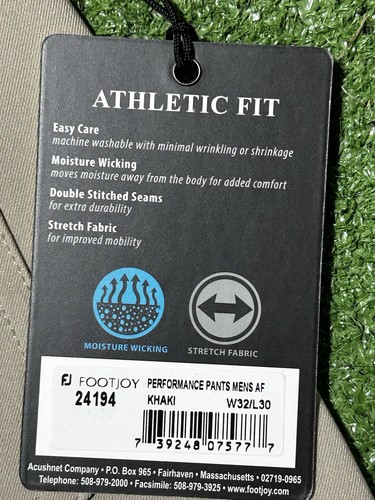 ATHLETIC FIT
Easy Care
machine washable with minimal wrinkling or shrinkage
Moisture Wicking
moves moisture away from the body for added comfort
Double Stitched Seams
for extra durability
Stretch Fabric
for improved mobility
MOISTURE WICKING
STRETCH FABRIC
FJ FOOTJOY PERFORMANCE PANTS MENS AF
24194 KHAKI W32/L30
7 39248 07577 7
Acushnet Company • P.O. Box 965 • Fairhaven • Massachusetts • 02719-0965
Telephone: 508-979-2000 • Facsimile: 508-979-3925 • www.footjoy.com